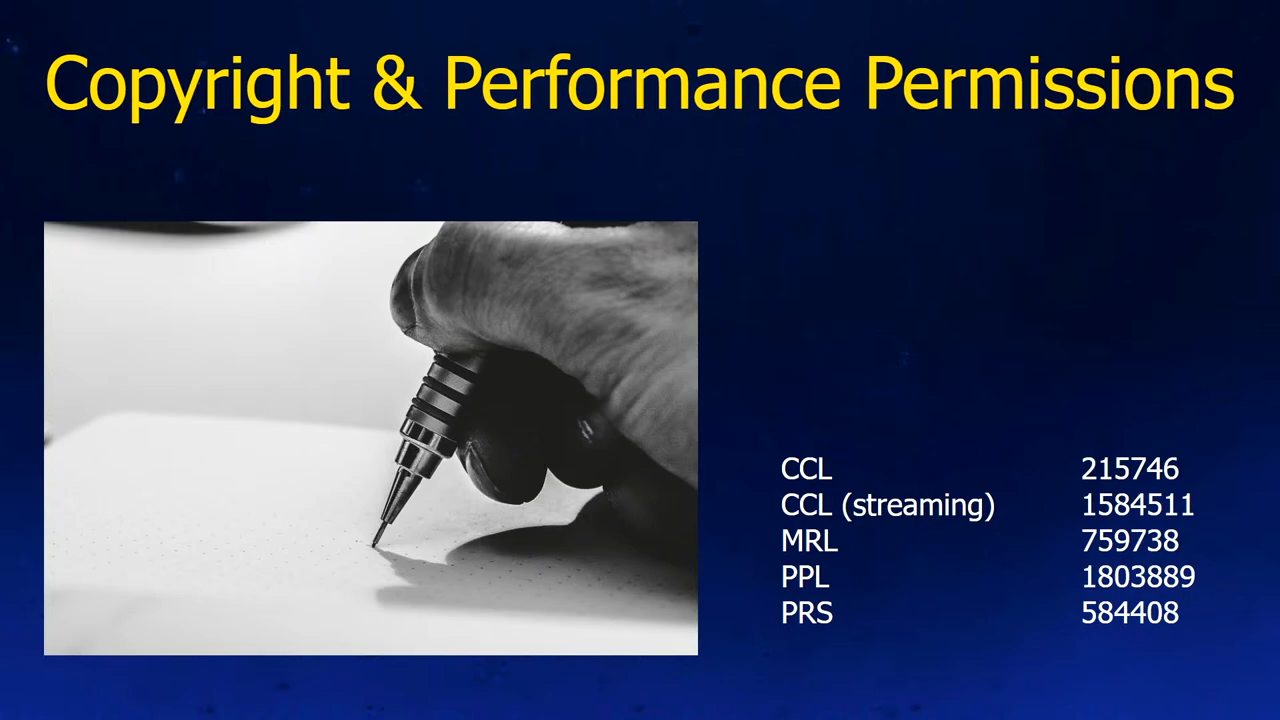 Copyright & Performance Permissions
CCL 215746
CCL (streaming) 1584511
MRL 759738
PPL 1803889
PRS 584408